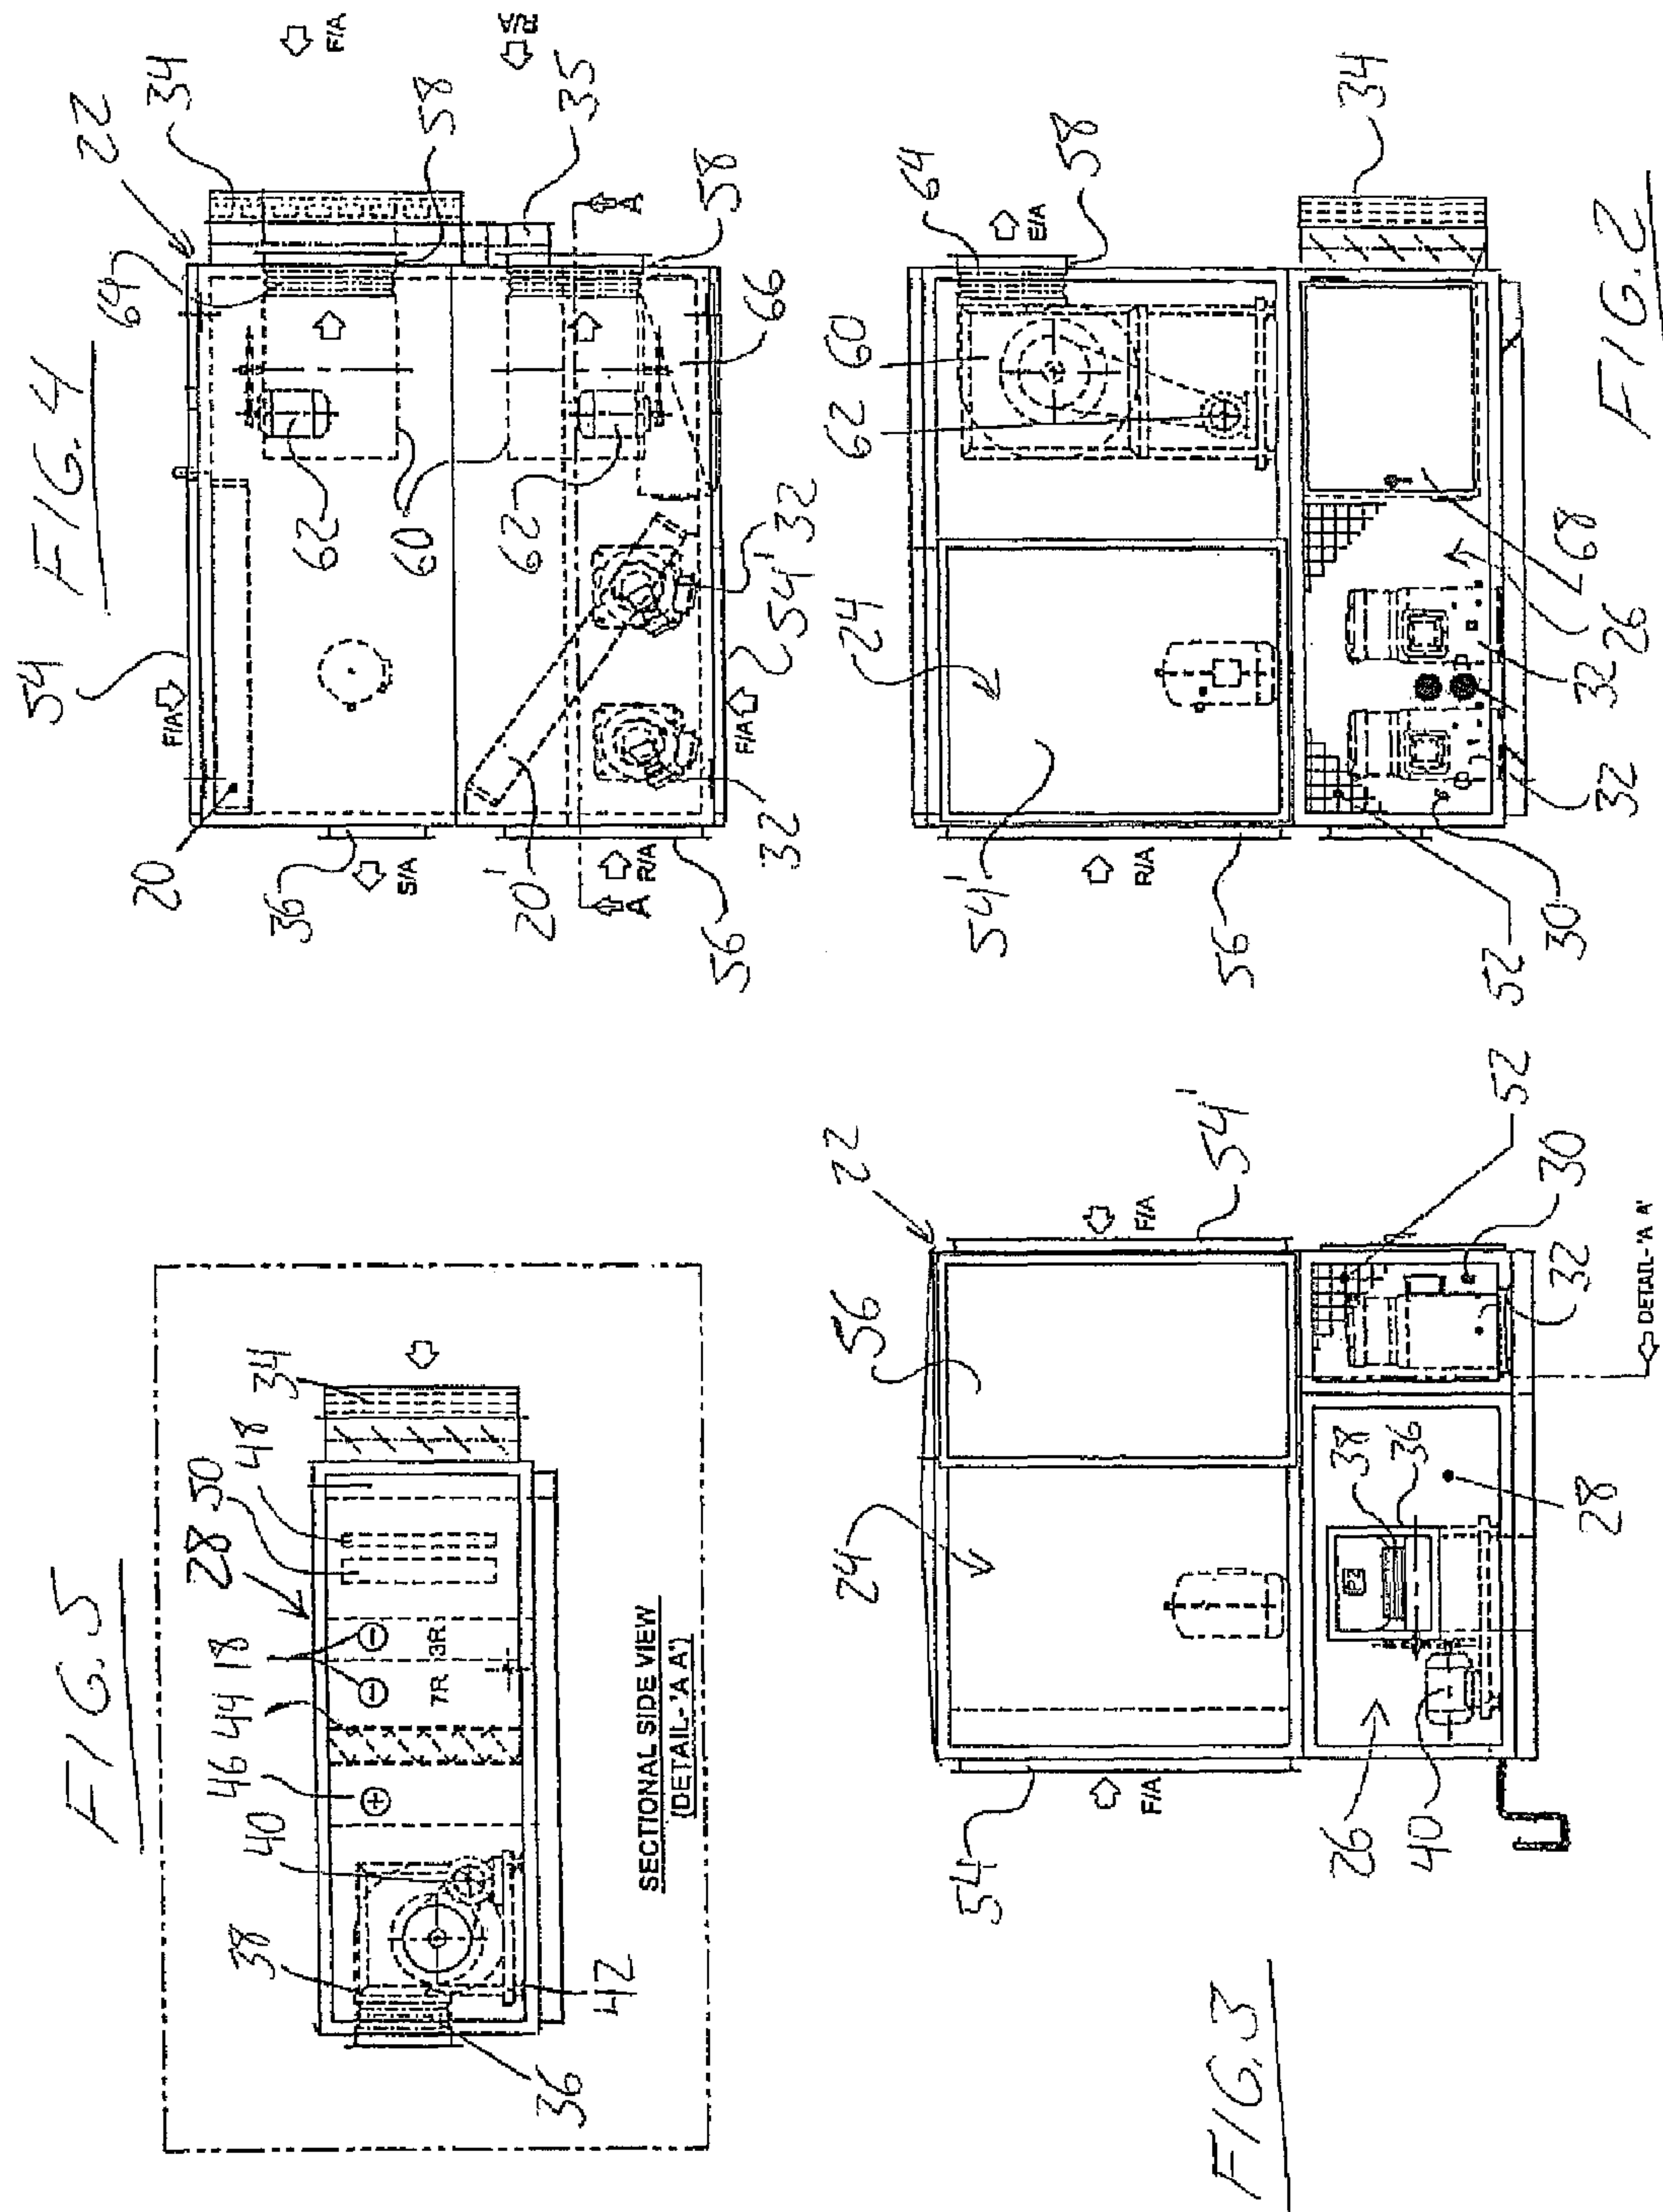 FIG. 5
46
44
18
28
50
48
34
40
38
42
36
7R
3R
SECTIONAL SIDE VIEW
(DETAIL-'A A')
FIG. 4
54
64
22
34
F/A
F/A
20
62
60
58
R/A
35
36
S/A
20'
62
A
A
58
66
R/A
56
32
F/A
54'
32
FIG. 3
54
F/A
24
56
22
F/A
54'
26
40
38
36
28
52
30
32
DETAIL-'A A'
FIG. 2
54'
24
62
60
64
E/A
58
R/A
56
34
52
30
32
32
26
68